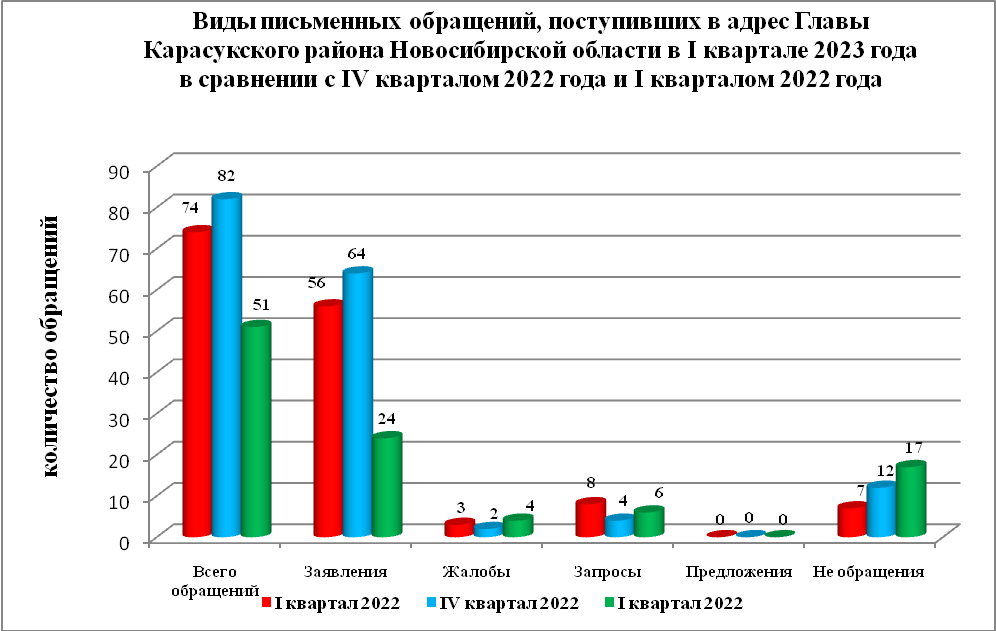 Виды письменных обращений, поступивших в адрес Главы
Карасукского района Новосибирской области в I квартале 2023 года
в сравнении с IV кварталом 2022 года и I кварталом 2022 года
количество обращений
90
80
70
60
50
40
30
20
10
0
74
82
51
56
64
24
3
2
4
8
4
6
0
0
0
7
12
17
Всего
обращений
Заявления
Жалобы
Запросы
Предложения
Не обращения
I квартал 2022
IV квартал 2022
I квартал 2022